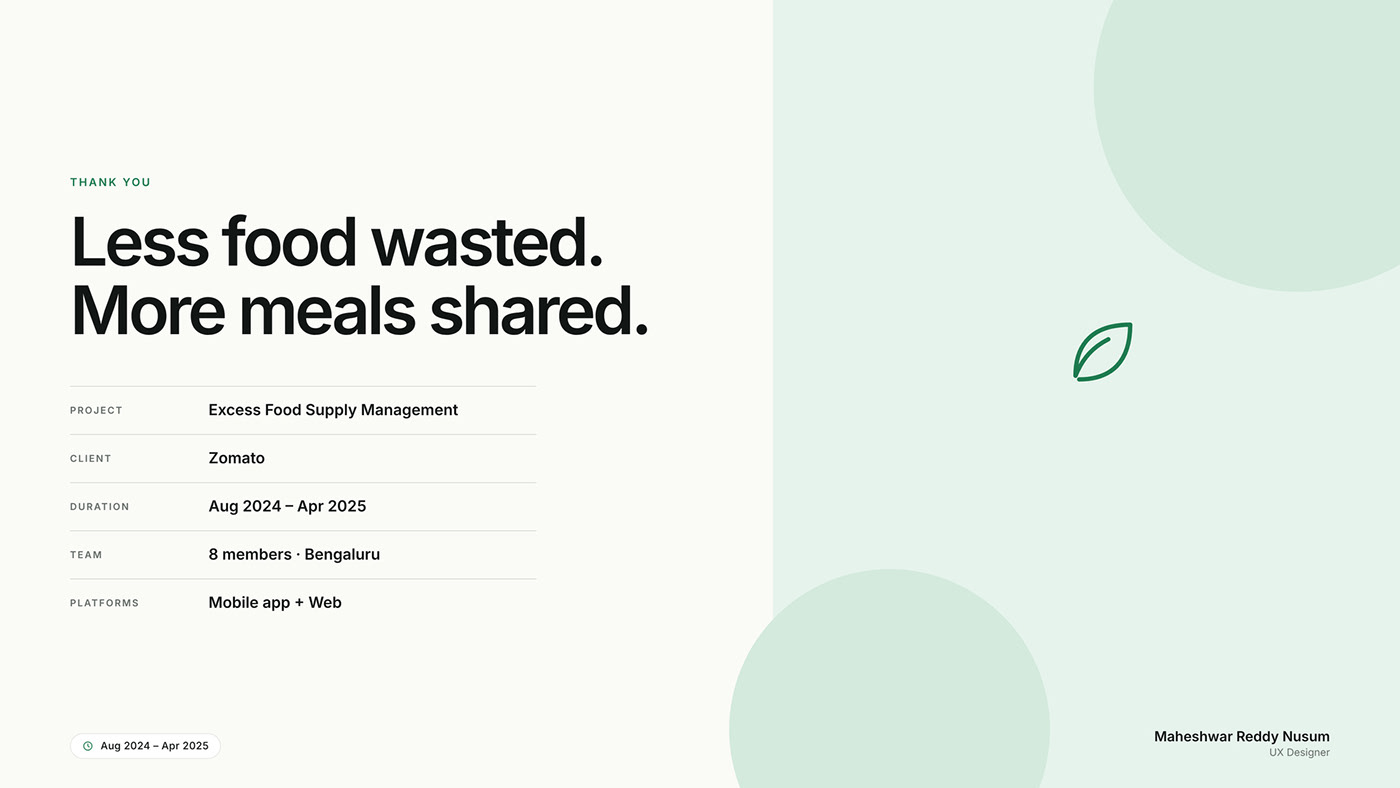 THANK YOU
Less food wasted.
More meals shared.
PROJECT Excess Food Supply Management
CLIENT Zomato
DURATION Aug 2024 – Apr 2025
TEAM 8 members · Bengaluru
PLATFORMS Mobile app + Web
Aug 2024 – Apr 2025
Maheshwar Reddy Nusum
UX Designer